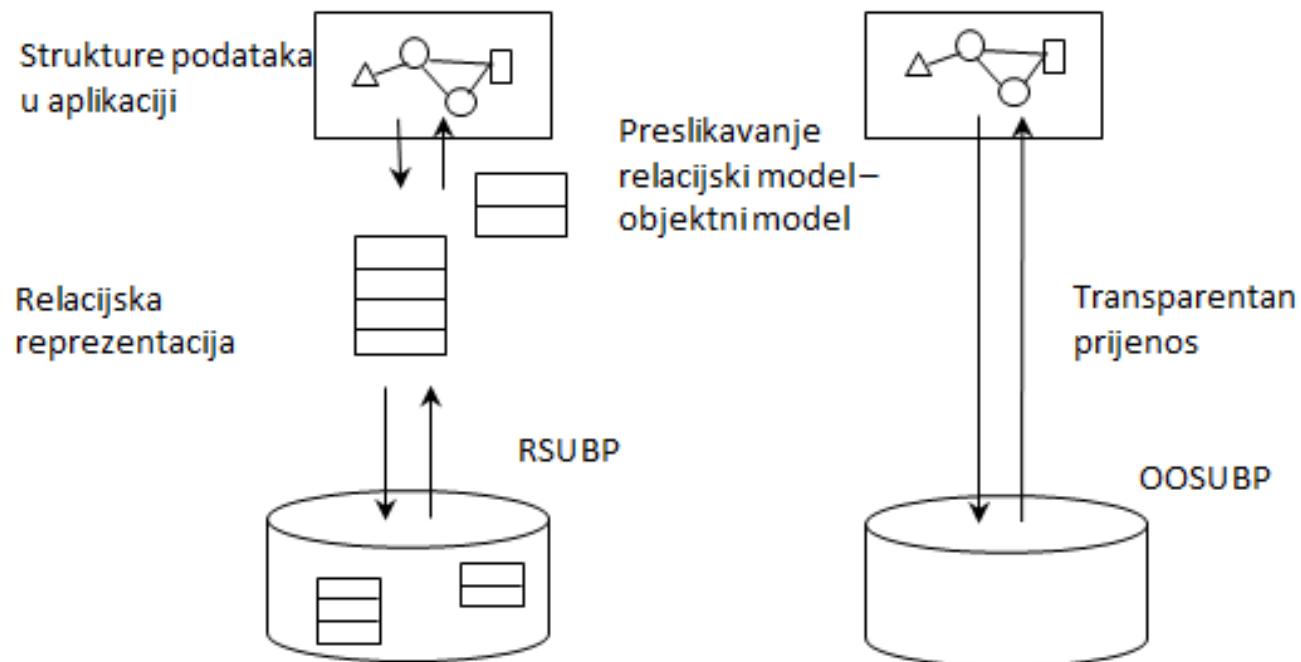 Strukture podataka
u aplikaciji
Preslikavanje
relacijski model–
objektni model
Relacijska
reprezentacija
Transparentan
prijenos
RSUBP
OOSUBP